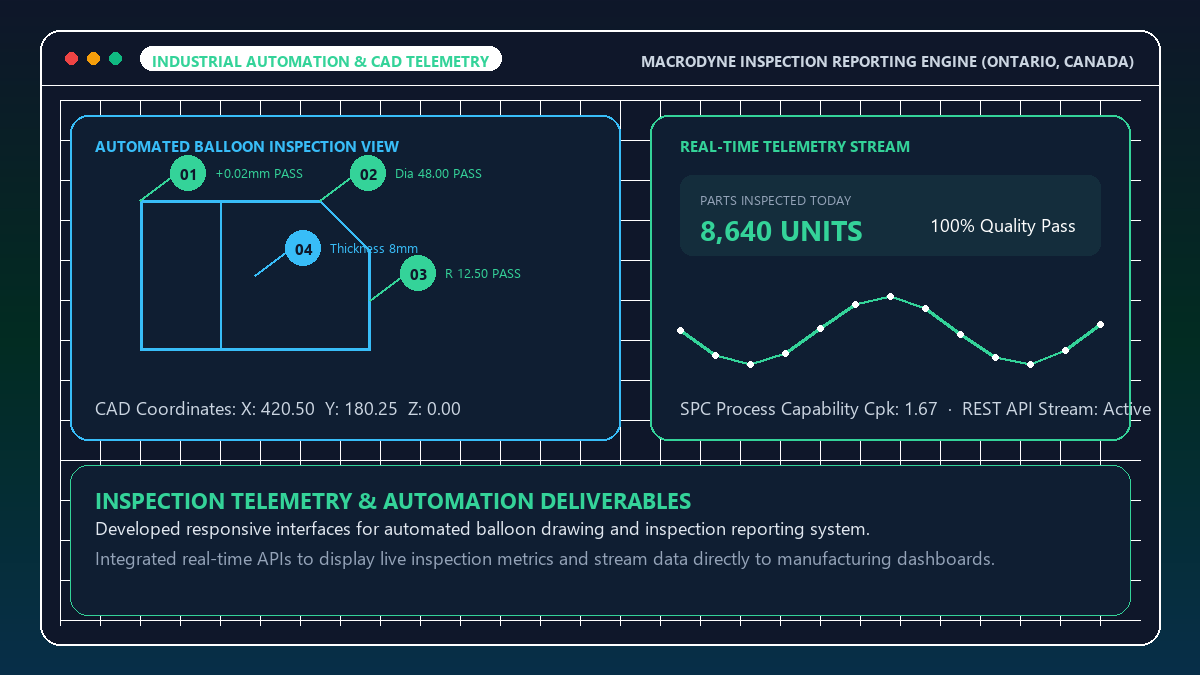 INDUSTRIAL AUTOMATION & CAD TELEMETRY
MACRODYNE INSPECTION REPORTING ENGINE (ONTARIO, CANADA)
AUTOMATED BALLOON INSPECTION VIEW
01 +0.02mm PASS
02 Dia 48.00 PASS
04 Thickness 8mm
03 R 12.50 PASS
CAD Coordinates: X: 420.50 Y: 180.25 Z: 0.00
REAL-TIME TELEMETRY STREAM
PARTS INSPECTED TODAY
8,640 UNITS
100% Quality Pass
SPC Process Capability Cpk: 1.67 · REST API Stream: Active
INSPECTION TELEMETRY & AUTOMATION DELIVERABLES
Developed responsive interfaces for automated balloon drawing and inspection reporting system.
Integrated real-time APIs to display live inspection metrics and stream data directly to manufacturing dashboards.